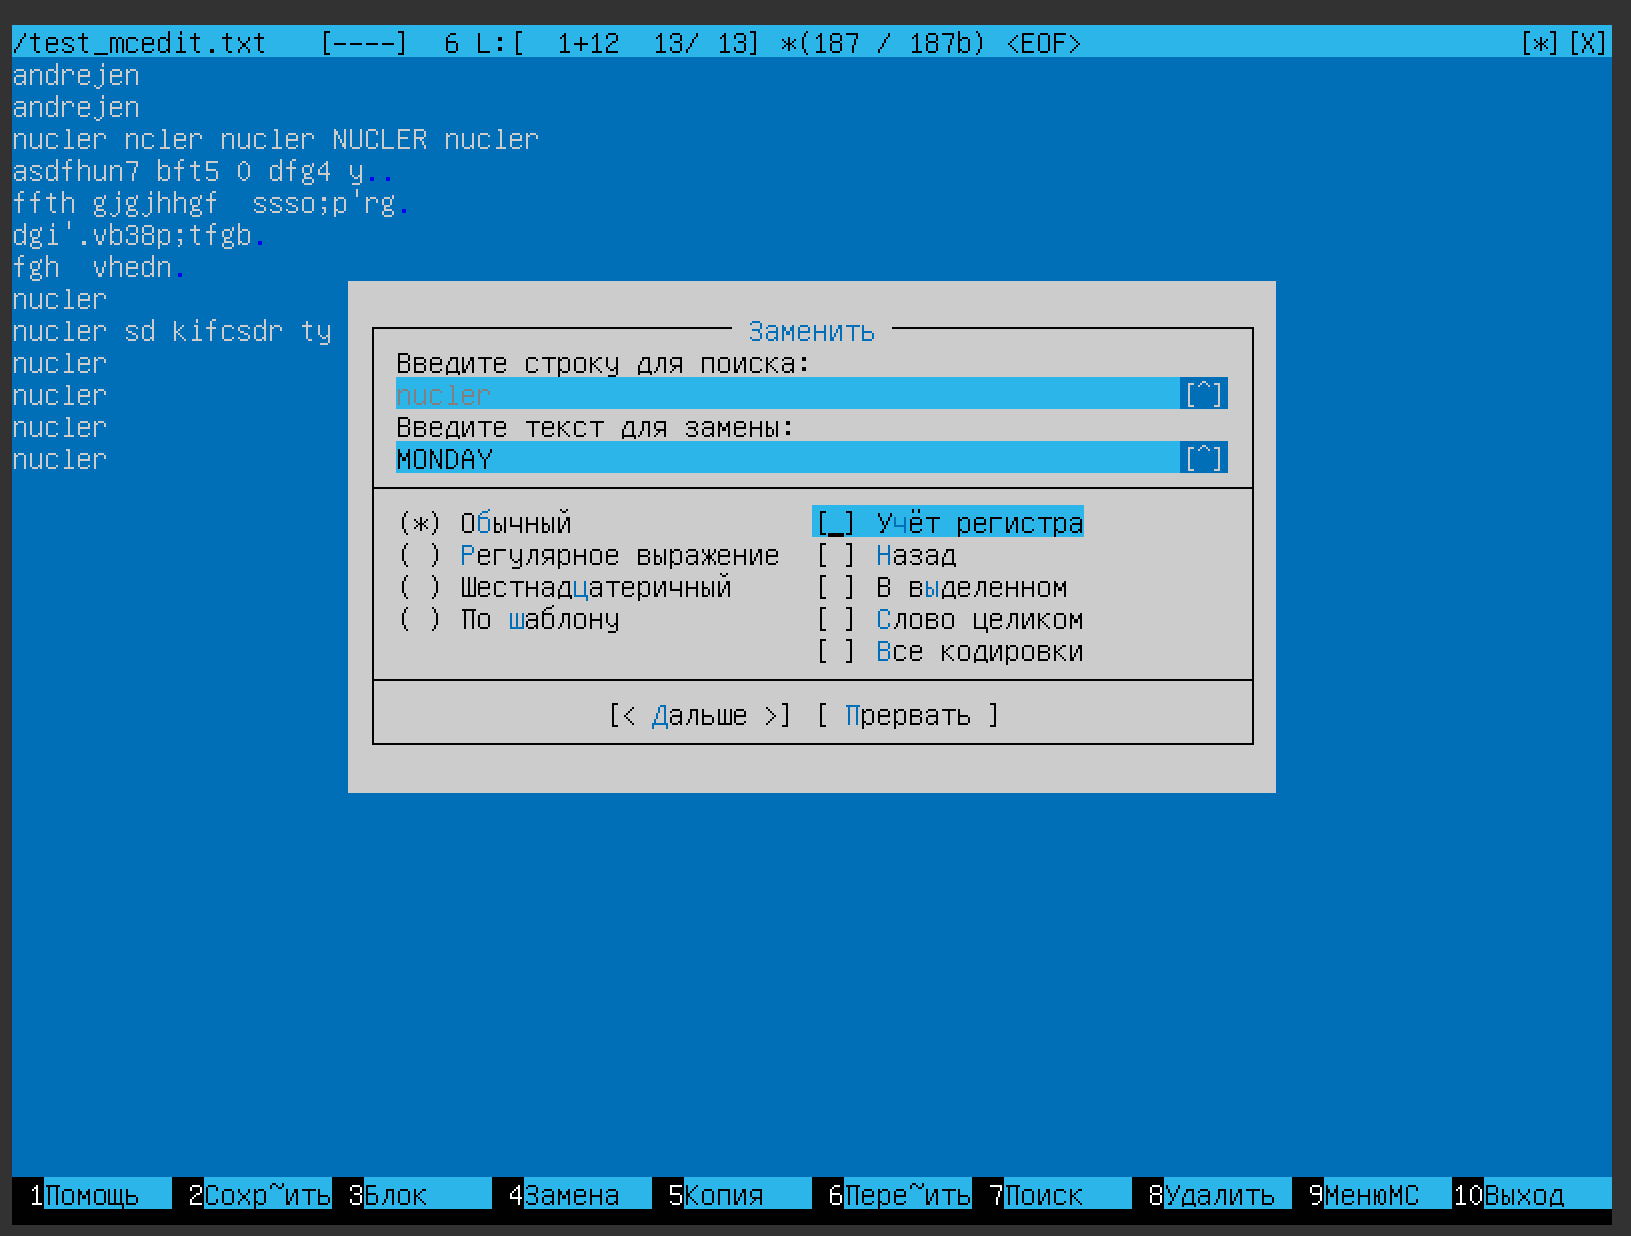 /test_mcedit.txt [----] 6 L:[ 1+12 13/ 13] *(187 / 187b) <EOF> [*][X]
andrejen
andrejen
nucler ncler nucler NUCLER nucler
asdfhun7 bft5 0 dfg4 y..
ffth gjgjhhgf ssso;p'rg.
dgi'.vb38p;tfgb.
fgh vhedn.
nucler
nucler sd kifcsdr ty
nucler
nucler
nucler
nucler
Заменить
Введите строку для поиска:
nucler [^]
Введите текст для замены:
MONDAY [^]
(*) Обычный [_] Учёт регистра
( ) Регулярное выражение [ ] Назад
( ) Шестнадцатеричный [ ] В выделенном
( ) По шаблону [ ] Слово целиком
[ ] Все кодировки
[< Дальше >] [ Прервать ]
1Помощь 2Сохр~ить 3Блок 4Замена 5Копия 6Пере~ить 7Поиск 8Удалить 9МенюMC 10Выход